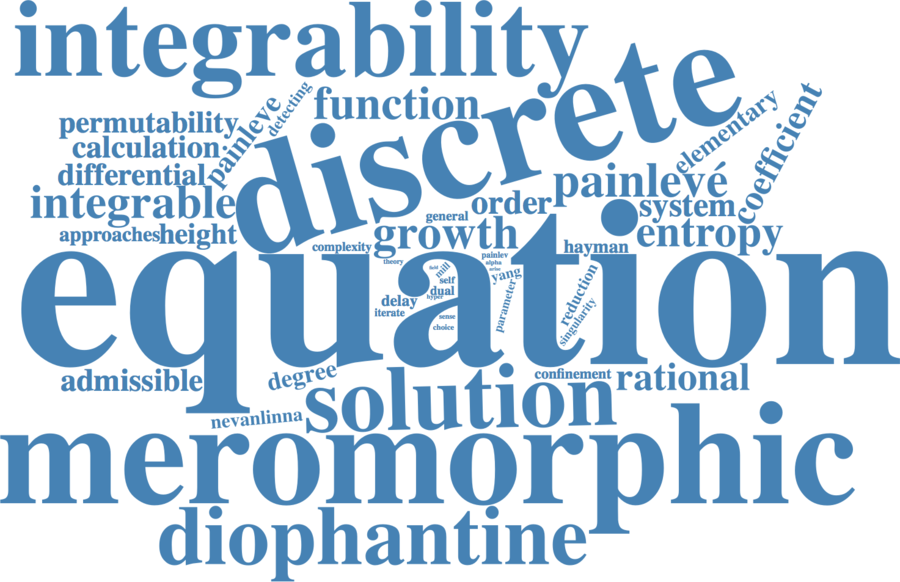 integrability
discrete
function
painleve
detecting
elementary
coefficient
permutability
calculation
differential
integrable
approaches
height
painlevé
order
system
general
growth
entropy
complexity
hayman
equation
theory
painlev
alpha
yang
field
mill
self
dual
hyper
delay
iterate
sense
choice
parameter
reduction
singularity
admissible
degree
confinement
rational
solution
nevanlinna
meromorphic
diophantine